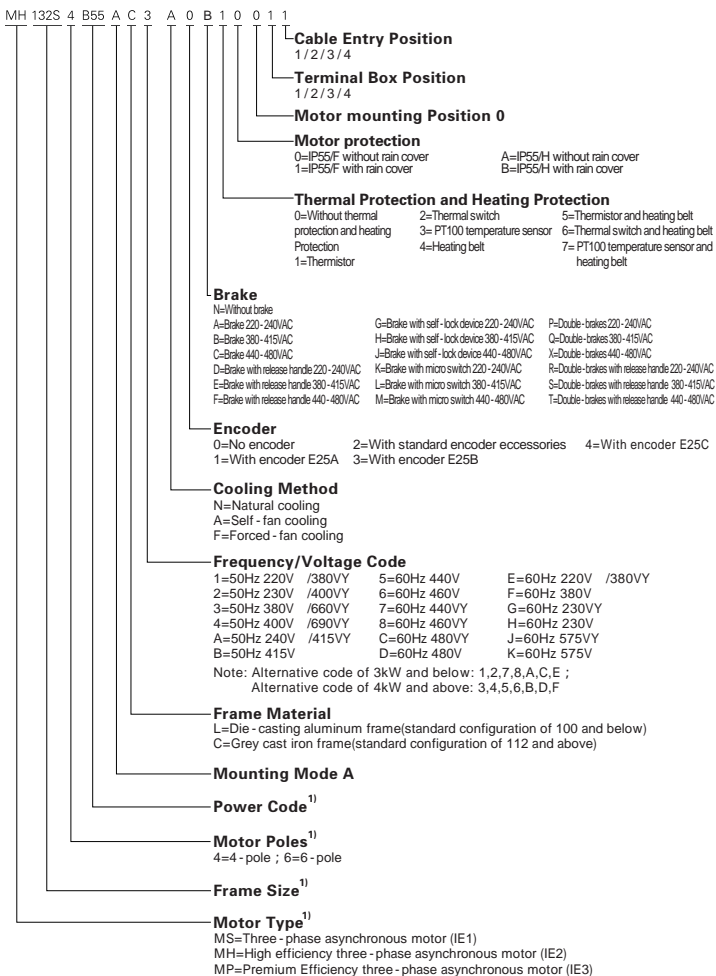 MH 132S 4 B55 A C 3 A 0 B 1 0 0 1 1
Cable Entry Position
1/2/3/4
Terminal Box Position
1/2/3/4
Motor mounting Position 0
Motor protection
0=IP55/F without rain cover A=IP55/H without rain cover
1=IP55/F with rain cover B=IP55/H with rain cover
Thermal Protection and Heating Protection
0=Without thermal 2=Thermal switch 5=Thermistor and heating belt
protection and heating 3= PT100 temperature sensor 6=Thermal switch and heating belt
Protection 4=Heating belt 7= PT100 temperature sensor and
1=Thermistor heating belt
Brake
N=Without brake
A=Brake 220-240VAC G=Brake with self-lock device 220-240VAC P=Double-brakes 220-240VAC
B=Brake 380-415VAC H=Brake with self-lock device 380-415VAC Q=Double-brakes 380-415VAC
C=Brake 440-480VAC J=Brake with self-lock device 440-480VAC X=Double-brakes 440-480VAC
D=Brake with release handle 220-240VAC K=Brake with micro switch 220-240VAC R=Double-brakes with release handle 220-240VAC
E=Brake with release handle 380-415VAC L=Brake with micro switch 380-415VAC S=Double-brakes with release handle 380-415VAC
F=Brake with release handle 440-480VAC M=Brake with micro switch 440-480VAC T=Double-brakes with release handle 440-480VAC
Encoder
0=No encoder 2=With standard encoder eccessories 4=With encoder E25C
1=With encoder E25A 3=With encoder E25B
Cooling Method
N=Natural cooling
A=Self-fan cooling
F=Forced-fan cooling
Frequency/Voltage Code
1=50Hz 220V /380VY 5=60Hz 440V E=60Hz 220V /380VY
2=50Hz 230V /400VY 6=60Hz 460V F=60Hz 380V
3=50Hz 380V /660VY 7=60Hz 440VY G=60Hz 230VY
4=50Hz 400V /690VY 8=60Hz 460VY H=60Hz 230V
A=50Hz 240V /415VY C=60Hz 480VY J=60Hz 575VY
B=50Hz 415V D=60Hz 480V K=60Hz 575V
Note: Alternative code of 3kW and below: 1,2,7,8,A,C,E ;
Alternative code of 4kW and above: 3,4,5,6,B,D,F
Frame Material
L=Die-casting aluminum frame(standard configuration of 100 and below)
C=Grey cast iron frame(standard configuration of 112 and above)
Mounting Mode A
Power Code 1)
Motor Poles 1)
4=4-pole ; 6=6-pole
Frame Size 1)
Motor Type 1)
MS=Three-phase asynchronous motor (IE1)
MH=High efficiency three-phase asynchronous motor (IE2)
MP=Premium Efficiency three-phase asynchronous motor (IE3)